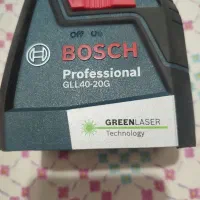 Off On
BOSCH
Professional
GLL40-20G
GREENLASER
Technology